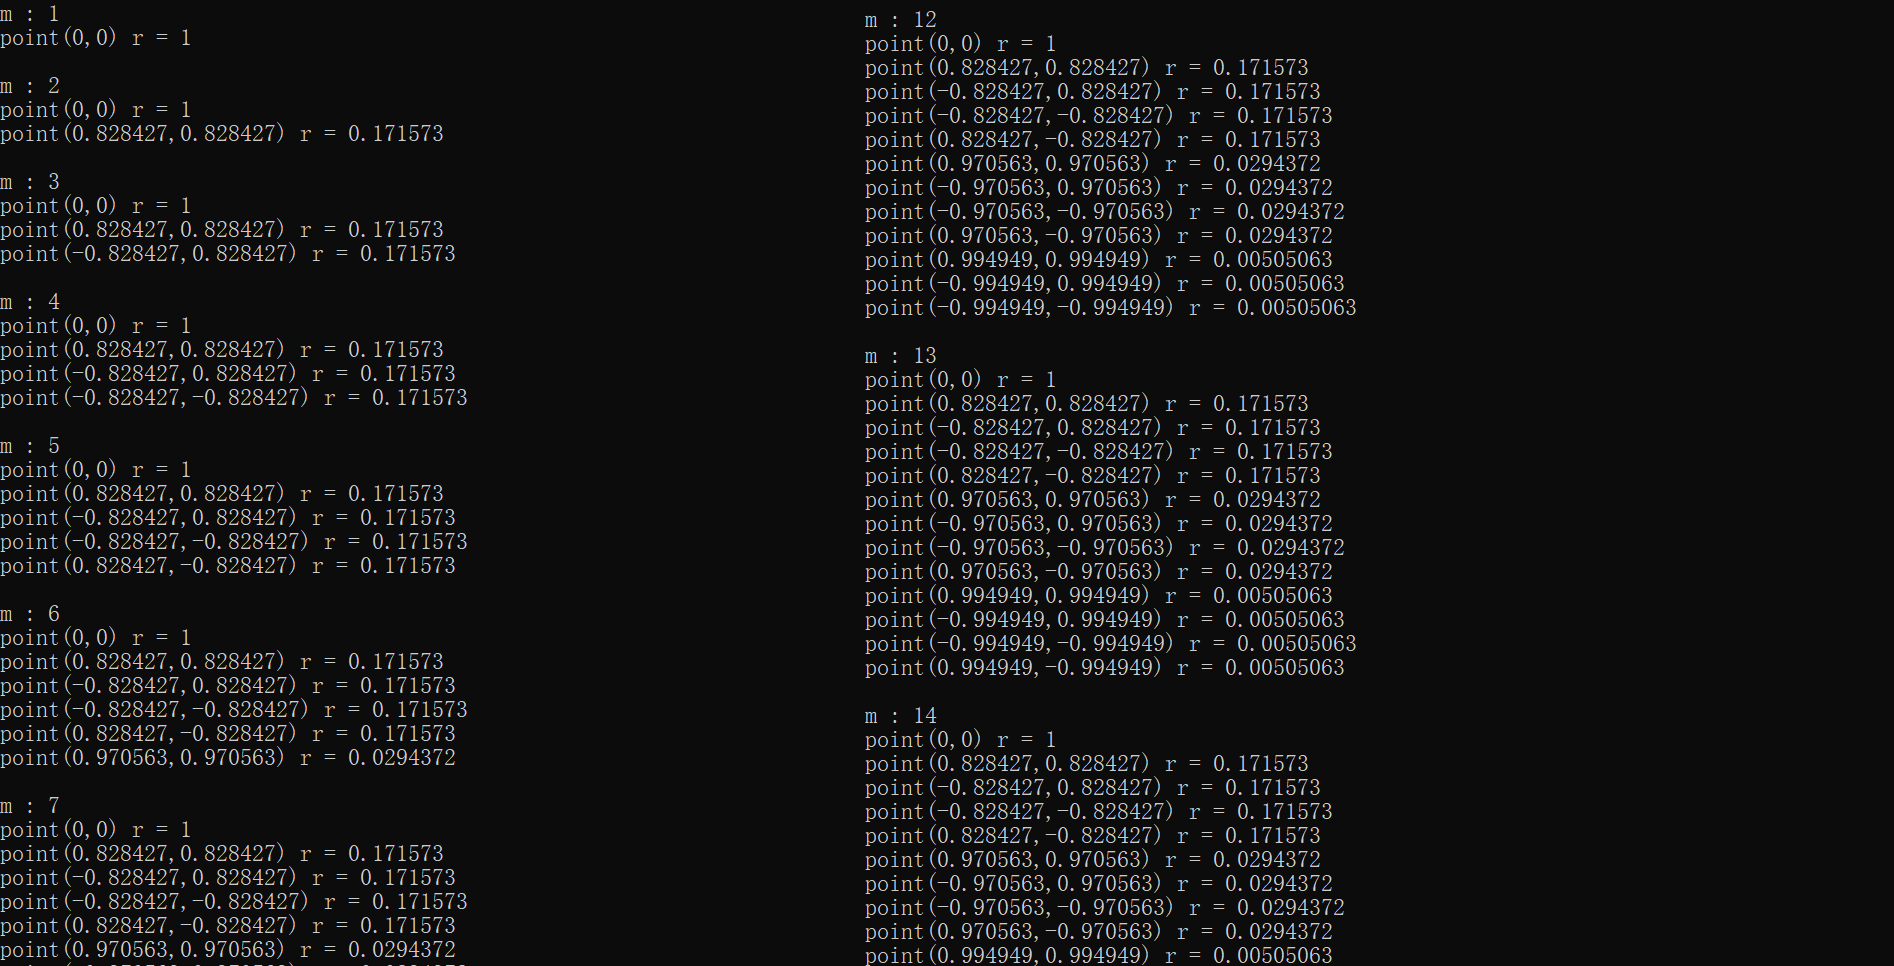 m : 1
point(0,0) r = 1
m : 2
point(0,0) r = 1
point(0.828427,0.828427) r = 0.171573
m : 3
point(0,0) r = 1
point(0.828427,0.828427) r = 0.171573
point(-0.828427,0.828427) r = 0.171573
m : 4
point(0,0) r = 1
point(0.828427,0.828427) r = 0.171573
point(-0.828427,0.828427) r = 0.171573
point(-0.828427,-0.828427) r = 0.171573
m : 5
point(0,0) r = 1
point(0.828427,0.828427) r = 0.171573
point(-0.828427,0.828427) r = 0.171573
point(-0.828427,-0.828427) r = 0.171573
point(0.828427,-0.828427) r = 0.171573
m : 6
point(0,0) r = 1
point(0.828427,0.828427) r = 0.171573
point(-0.828427,0.828427) r = 0.171573
point(-0.828427,-0.828427) r = 0.171573
point(0.828427,-0.828427) r = 0.171573
point(0.970563,0.970563) r = 0.0294372
m : 7
point(0,0) r = 1
point(0.828427,0.828427) r = 0.171573
point(-0.828427,0.828427) r = 0.171573
point(-0.828427,-0.828427) r = 0.171573
point(0.828427,-0.828427) r = 0.171573
point(0.970563,0.970563) r = 0.0294372
m : 12
point(0,0) r = 1
point(0.828427,0.828427) r = 0.171573
point(-0.828427,0.828427) r = 0.171573
point(-0.828427,-0.828427) r = 0.171573
point(0.828427,-0.828427) r = 0.171573
point(0.970563,0.970563) r = 0.0294372
point(-0.970563,0.970563) r = 0.0294372
point(-0.970563,-0.970563) r = 0.0294372
point(0.970563,-0.970563) r = 0.0294372
point(0.994949,0.994949) r = 0.00505063
point(-0.994949,0.994949) r = 0.00505063
point(-0.994949,-0.994949) r = 0.00505063
m : 13
point(0,0) r = 1
point(0.828427,0.828427) r = 0.171573
point(-0.828427,0.828427) r = 0.171573
point(-0.828427,-0.828427) r = 0.171573
point(0.828427,-0.828427) r = 0.171573
point(0.970563,0.970563) r = 0.0294372
point(-0.970563,0.970563) r = 0.0294372
point(-0.970563,-0.970563) r = 0.0294372
point(0.970563,-0.970563) r = 0.0294372
point(0.994949,0.994949) r = 0.00505063
point(-0.994949,0.994949) r = 0.00505063
point(-0.994949,-0.994949) r = 0.00505063
point(0.994949,-0.994949) r = 0.00505063
m : 14
point(0,0) r = 1
point(0.828427,0.828427) r = 0.171573
point(-0.828427,0.828427) r = 0.171573
point(-0.828427,-0.828427) r = 0.171573
point(0.828427,-0.828427) r = 0.171573
point(0.970563,0.970563) r = 0.0294372
point(-0.970563,0.970563) r = 0.0294372
point(-0.970563,-0.970563) r = 0.0294372
point(0.970563,-0.970563) r = 0.0294372
point(0.994949,0.994949) r = 0.00505063